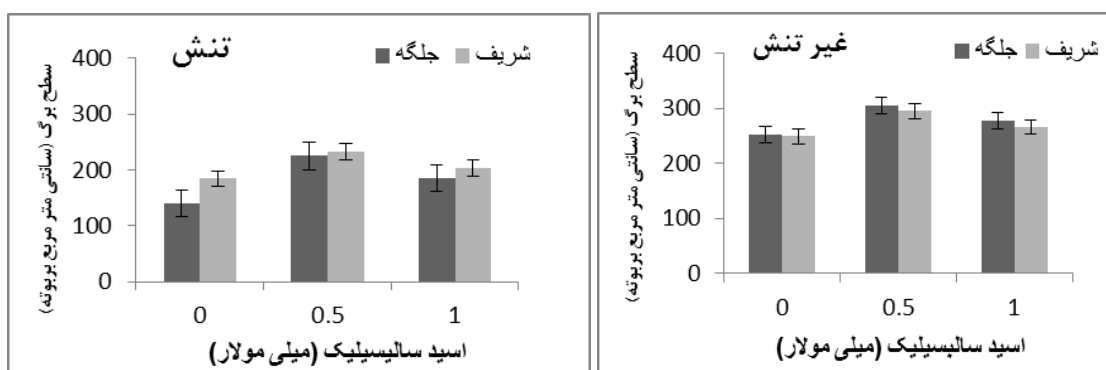 تنش
جلگه شریف
سطح برگ (سانتی متر مربع بربوته)
400
300
200
100
0
0 0.5 1
اسید سالیسیلیک (میلی مولار)
غیر تنش
جلگه شریف
سطح برگ (سانتی متر مربع بربوته)
400
300
200
100
0
0 0.5 1
اسید سالیسیلیک (میلی مولار)